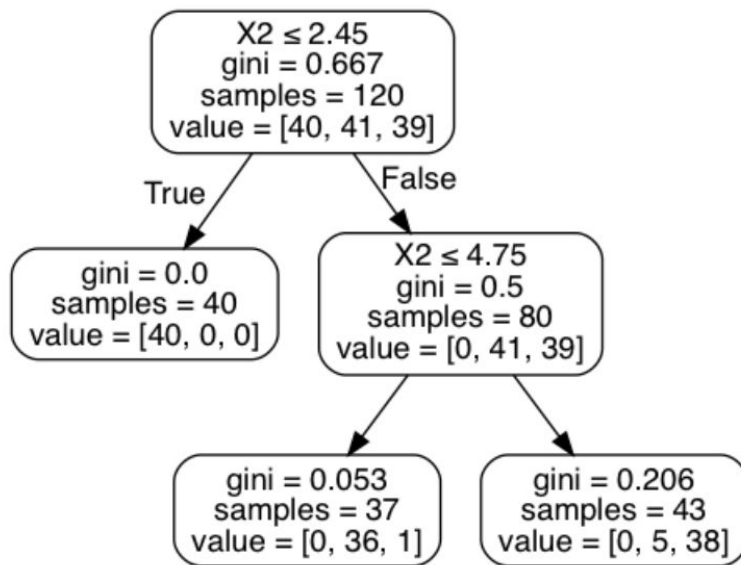 X2 ≤ 2.45
gini = 0.667
samples = 120
value = [40, 41, 39]
True
False
gini = 0.0
samples = 40
value = [40, 0, 0]
X2 ≤ 4.75
gini = 0.5
samples = 80
value = [0, 41, 39]
gini = 0.053
samples = 37
value = [0, 36, 1]
gini = 0.206
samples = 43
value = [0, 5, 38]